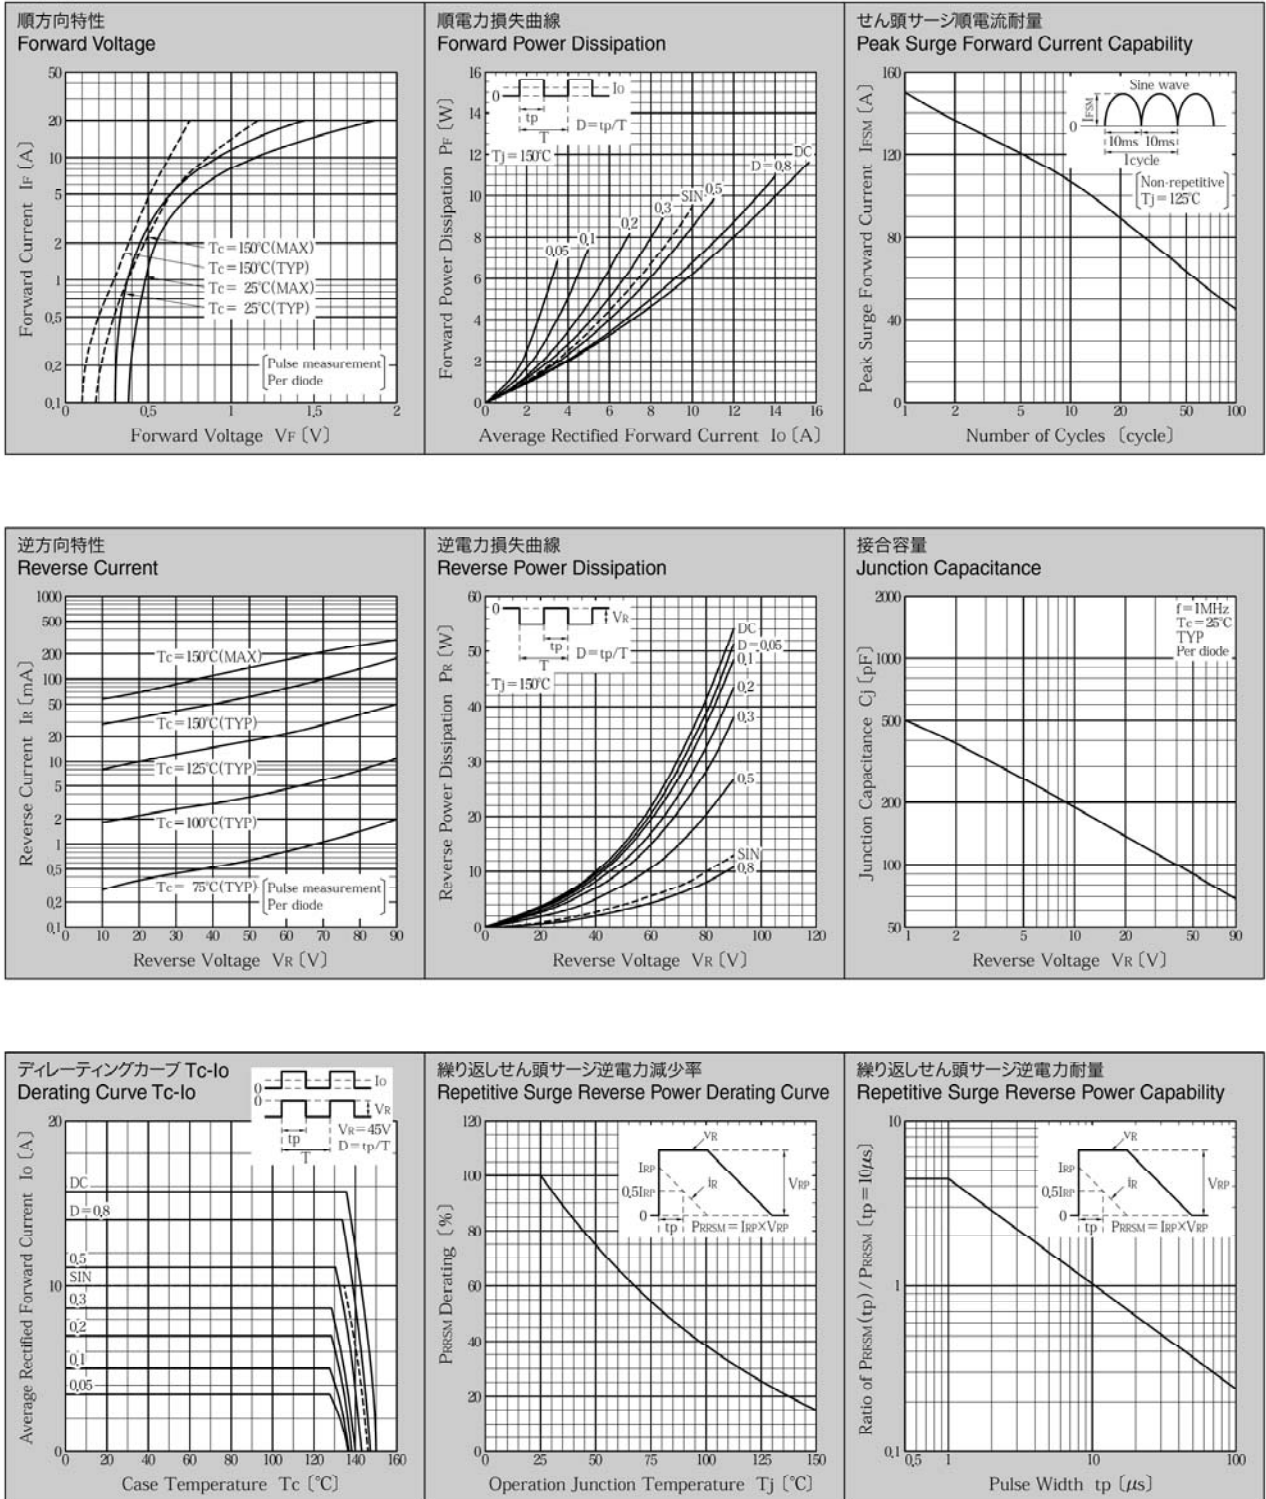 順方向特性
Forward Voltage
50
20
10
5
2
1
0.5
0.2
0.1
Forward Current IF [A]
Tc=150℃(MAX)
Tc=150℃(TYP)
Tc= 25℃(MAX)
Tc= 25℃(TYP)
Pulse measurement
Per diode
0 0.5 1 1.5 2
Forward Voltage VF [V]
順電力損失曲線
Forward Power Dissipation
16
14
12
10
8
6
4
2
0
Forward Power Dissipation PF [W]
0 Io
tp
T D=tp/T
Tj=150℃
DC
D=0.8
0.5
SIN
0.3
0.2
0.1
0.05
2 4 6 8 10 12 14 16
Average Rectified Forward Current Io [A]
せん頭サージ順電流耐量
Peak Surge Forward Current Capability
160
120
80
40
0
Peak Surge Forward Current IFSM [A]
Sine wave
IFSM
0
10ms 10ms
1cycle
Non-repetitive
Tj=125℃
1 2 5 10 20 50 100
Number of Cycles [cycle]
逆方向特性
Reverse Current
1000
500
200
100
50
20
10
5
2
1
0.5
0.2
0.1
Reverse Current IR [mA]
Tc=150℃(MAX)
Tc=150℃(TYP)
Tc=125℃(TYP)
Tc=100℃(TYP)
Tc= 75℃(TYP)
Pulse measurement
Per diode
0 10 20 30 40 50 60 70 80 90
Reverse Voltage VR [V]
逆電力損失曲線
Reverse Power Dissipation
60
50
40
30
20
10
0
Reverse Power Dissipation PR [W]
0 VR
tp
T D=tp/T
Tj=150℃
DC
D=0.05
0.1
0.2
0.3
0.5
SIN
0.8
0 20 40 60 80 100 120
Reverse Voltage VR [V]
接合容量
Junction Capacitance
2000
1000
500
200
100
50
Junction Capacitance Cj [pF]
f=1MHz
Tc=25℃
TYP
Per diode
1 2 5 10 20 50 90
Reverse Voltage VR [V]
ディレーティングカーブ Tc-Io
Derating Curve Tc-Io
20
10
0
Average Rectified Forward Current Io [A]
0 Io
0 VR
tp VR=45V
T D=tp/T
DC
D=0.8
0.5
SIN
0.3
0.2
0.1
0.05
0 20 40 60 80 100 120 140 160
Case Temperature Tc [℃]
繰り返しせん頭サージ逆電力減少率
Repetitive Surge Reverse Power Derating Curve
120
100
80
60
40
20
0
PRRSM Derating [%]
VR
IRP
0.5IRP
iR
VRP
0
tp PRRSM=IRP×VRP
0 25 50 75 100 125 150
Operation Junction Temperature Tj [℃]
繰り返しせん頭サージ逆電力耐量
Repetitive Surge Reverse Power Capability
10
1
0.1
Ratio of PRRSM(tp) / PRRSM [tp=10μs]
VR
IRP
0.5IRP
iR
VRP
0
tp PRRSM=IRP×VRP
0.5 1 10 100
Pulse Width tp [μs]